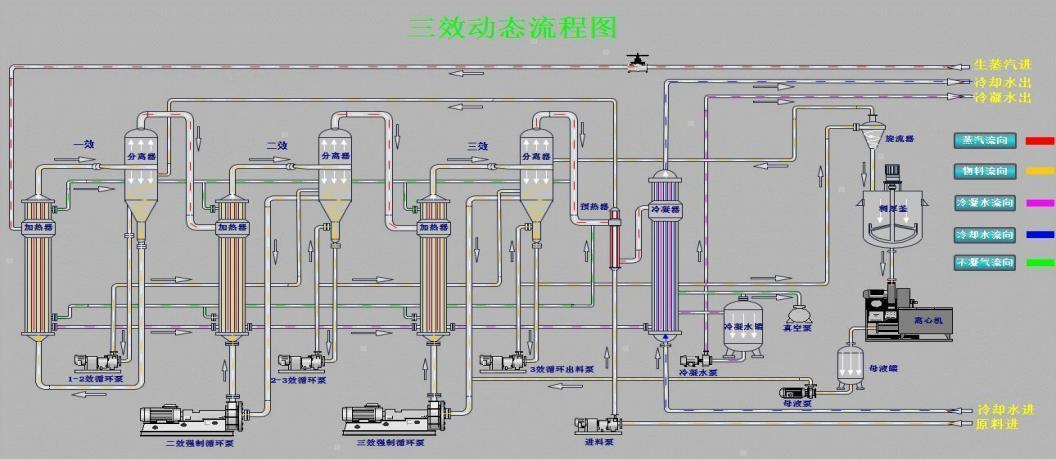 三效动态流程图
生蒸汽进
冷却水出
冷凝水出
一效
二效
三效
分离器
分离器
分离器
旋流器
蒸汽流向
物料流向
冷凝水流向
冷却水流向
不凝气流向
加热器
加热器
加热器
预热器
冷凝器
稠厚釜
冷凝水罐
真空泵
离心机
1-2效循环泵
2-3效循环泵
3效循环出料泵
冷凝水泵
母液罐
母液泵
二效强制循环泵
三效强制循环泵
进料泵
冷却水进
原料进